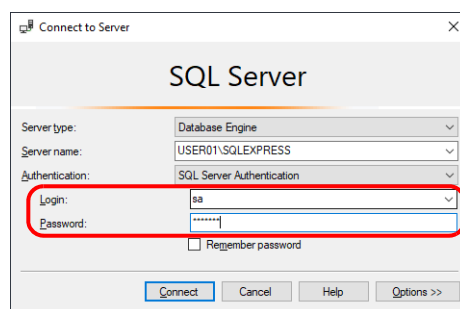 Connect to Server
SQL Server
Server type: Database Engine
Server name: USER01\SQLEXPRESS
Authentication: SQL Server Authentication
Login: sa
Password: *******
Remember password
Connect Cancel Help Options >>